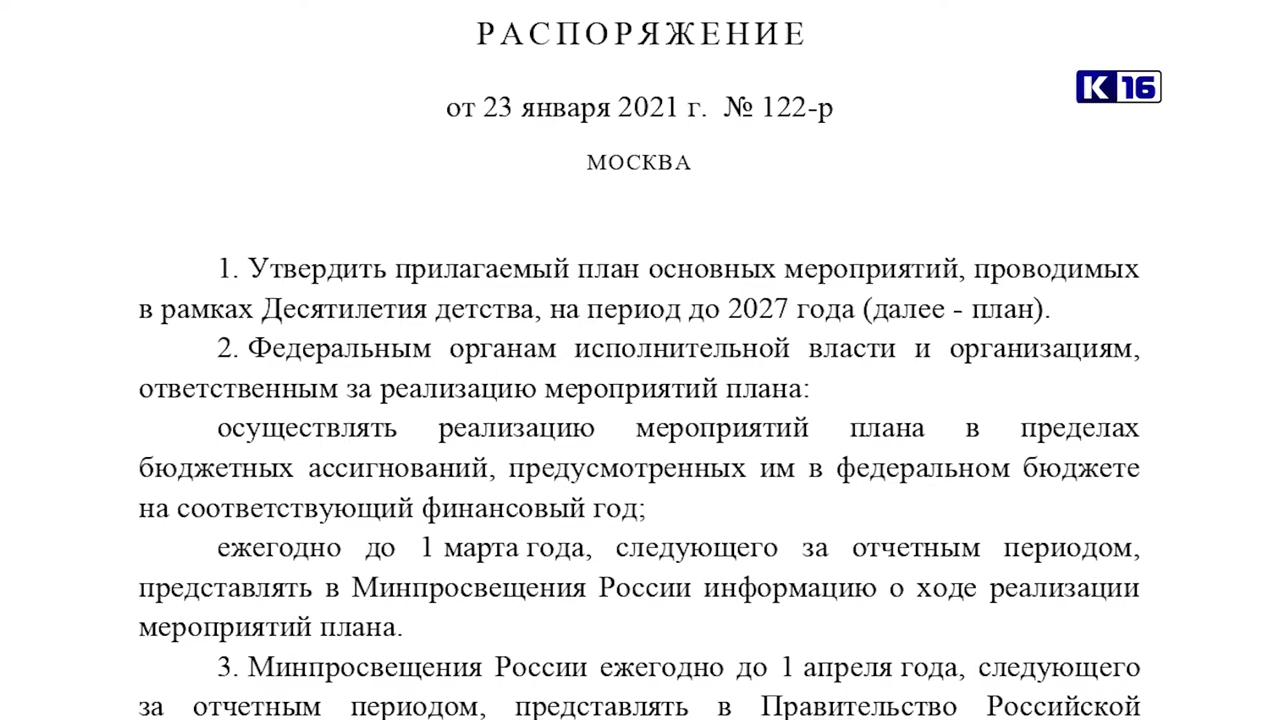 РАСПОРЯЖЕНИЕ
К 16
от 23 января 2021 г. № 122-р
МОСКВА
1. Утвердить прилагаемый план основных мероприятий, проводимых
в рамках Десятилетия детства, на период до 2027 года (далее - план).
2. Федеральным органам исполнительной власти и организациям,
ответственным за реализацию мероприятий плана:
осуществлять реализацию мероприятий плана в пределах
бюджетных ассигнований, предусмотренных им в федеральном бюджете
на соответствующий финансовый год;
ежегодно до 1 марта года, следующего за отчетным периодом,
представлять в Минпросвещения России информацию о ходе реализации
мероприятий плана.
3. Минпросвещения России ежегодно до 1 апреля года, следующего
за отчетным периодом, представлять в Правительство Российской